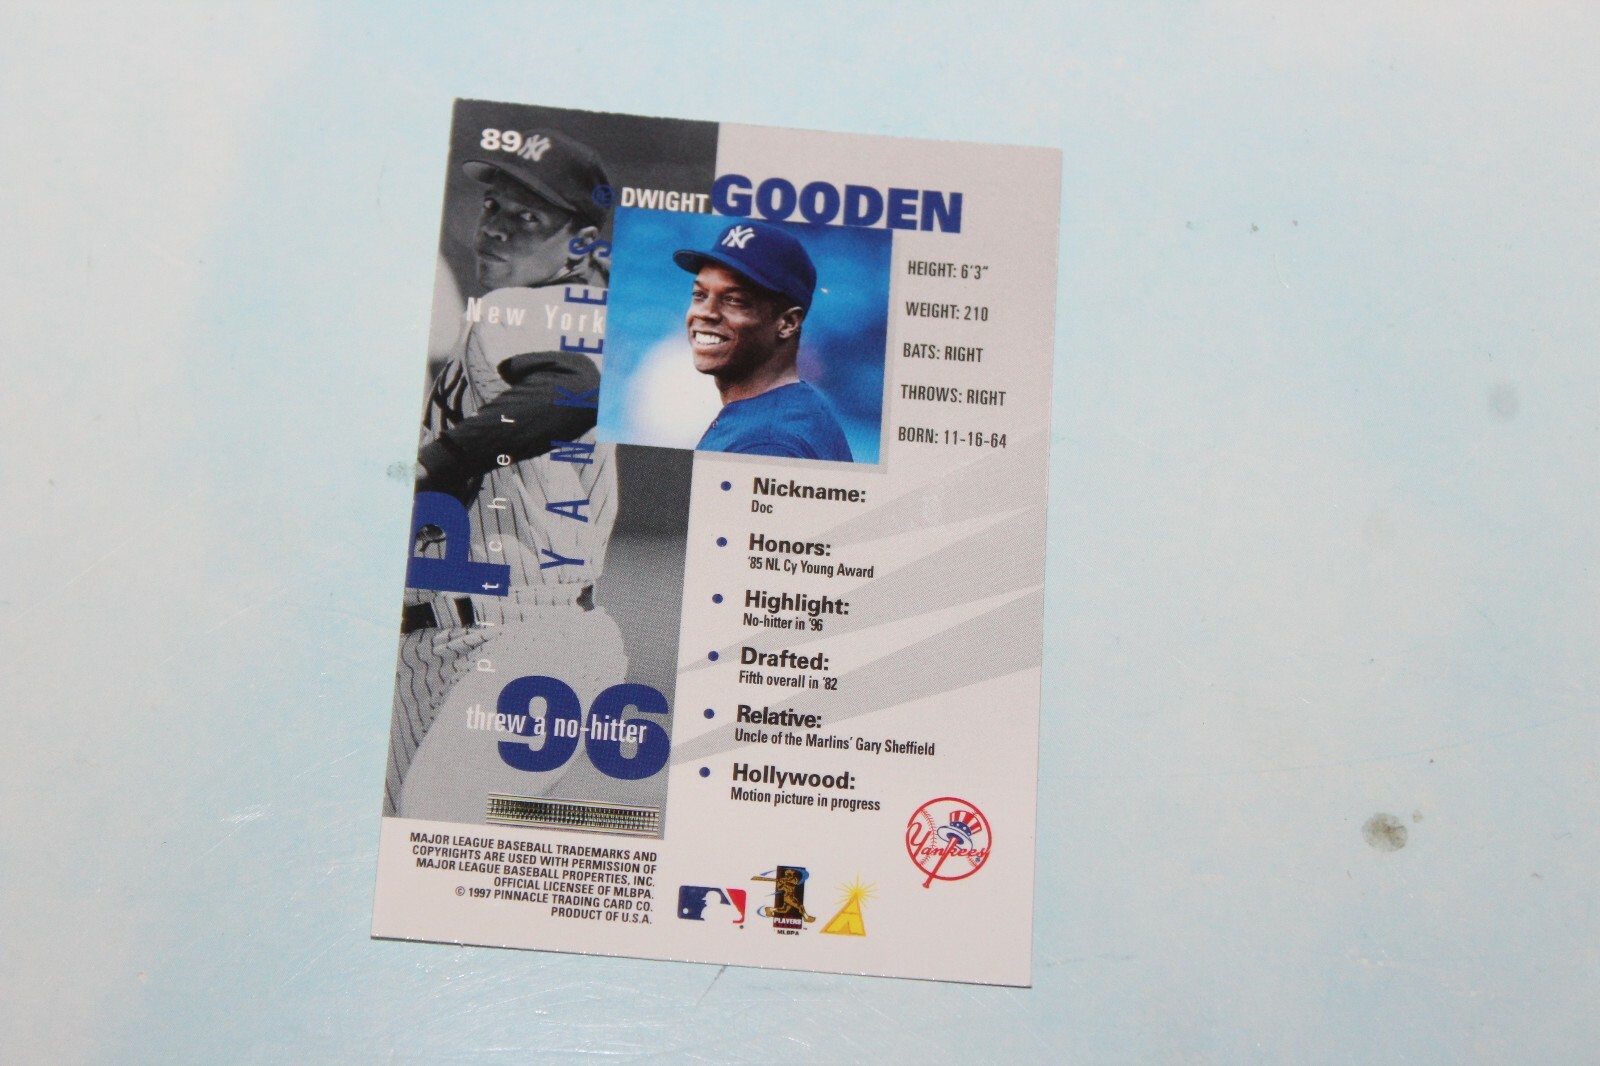 89
DWIGHT GOODEN
New York
YANKEES
Pitcher
P
96
threw a no-hitter
HEIGHT: 6'3"
WEIGHT: 210
BATS: RIGHT
THROWS: RIGHT
BORN: 11-16-64
• Nickname:
Doc
• Honors:
'85 NL Cy Young Award
• Highlight:
No-hitter in '96
• Drafted:
Fifth overall in '82
• Relative:
Uncle of the Marlins' Gary Sheffield
• Hollywood:
Motion picture in progress
Yankees
MAJOR LEAGUE BASEBALL TRADEMARKS AND
COPYRIGHTS ARE USED WITH PERMISSION OF
MAJOR LEAGUE BASEBALL PROPERTIES, INC.
OFFICIAL LICENSEE OF MLBPA.
© 1997 PINNACLE TRADING CARD CO.
PRODUCT OF U.S.A.
PLAYERS
MLBPA